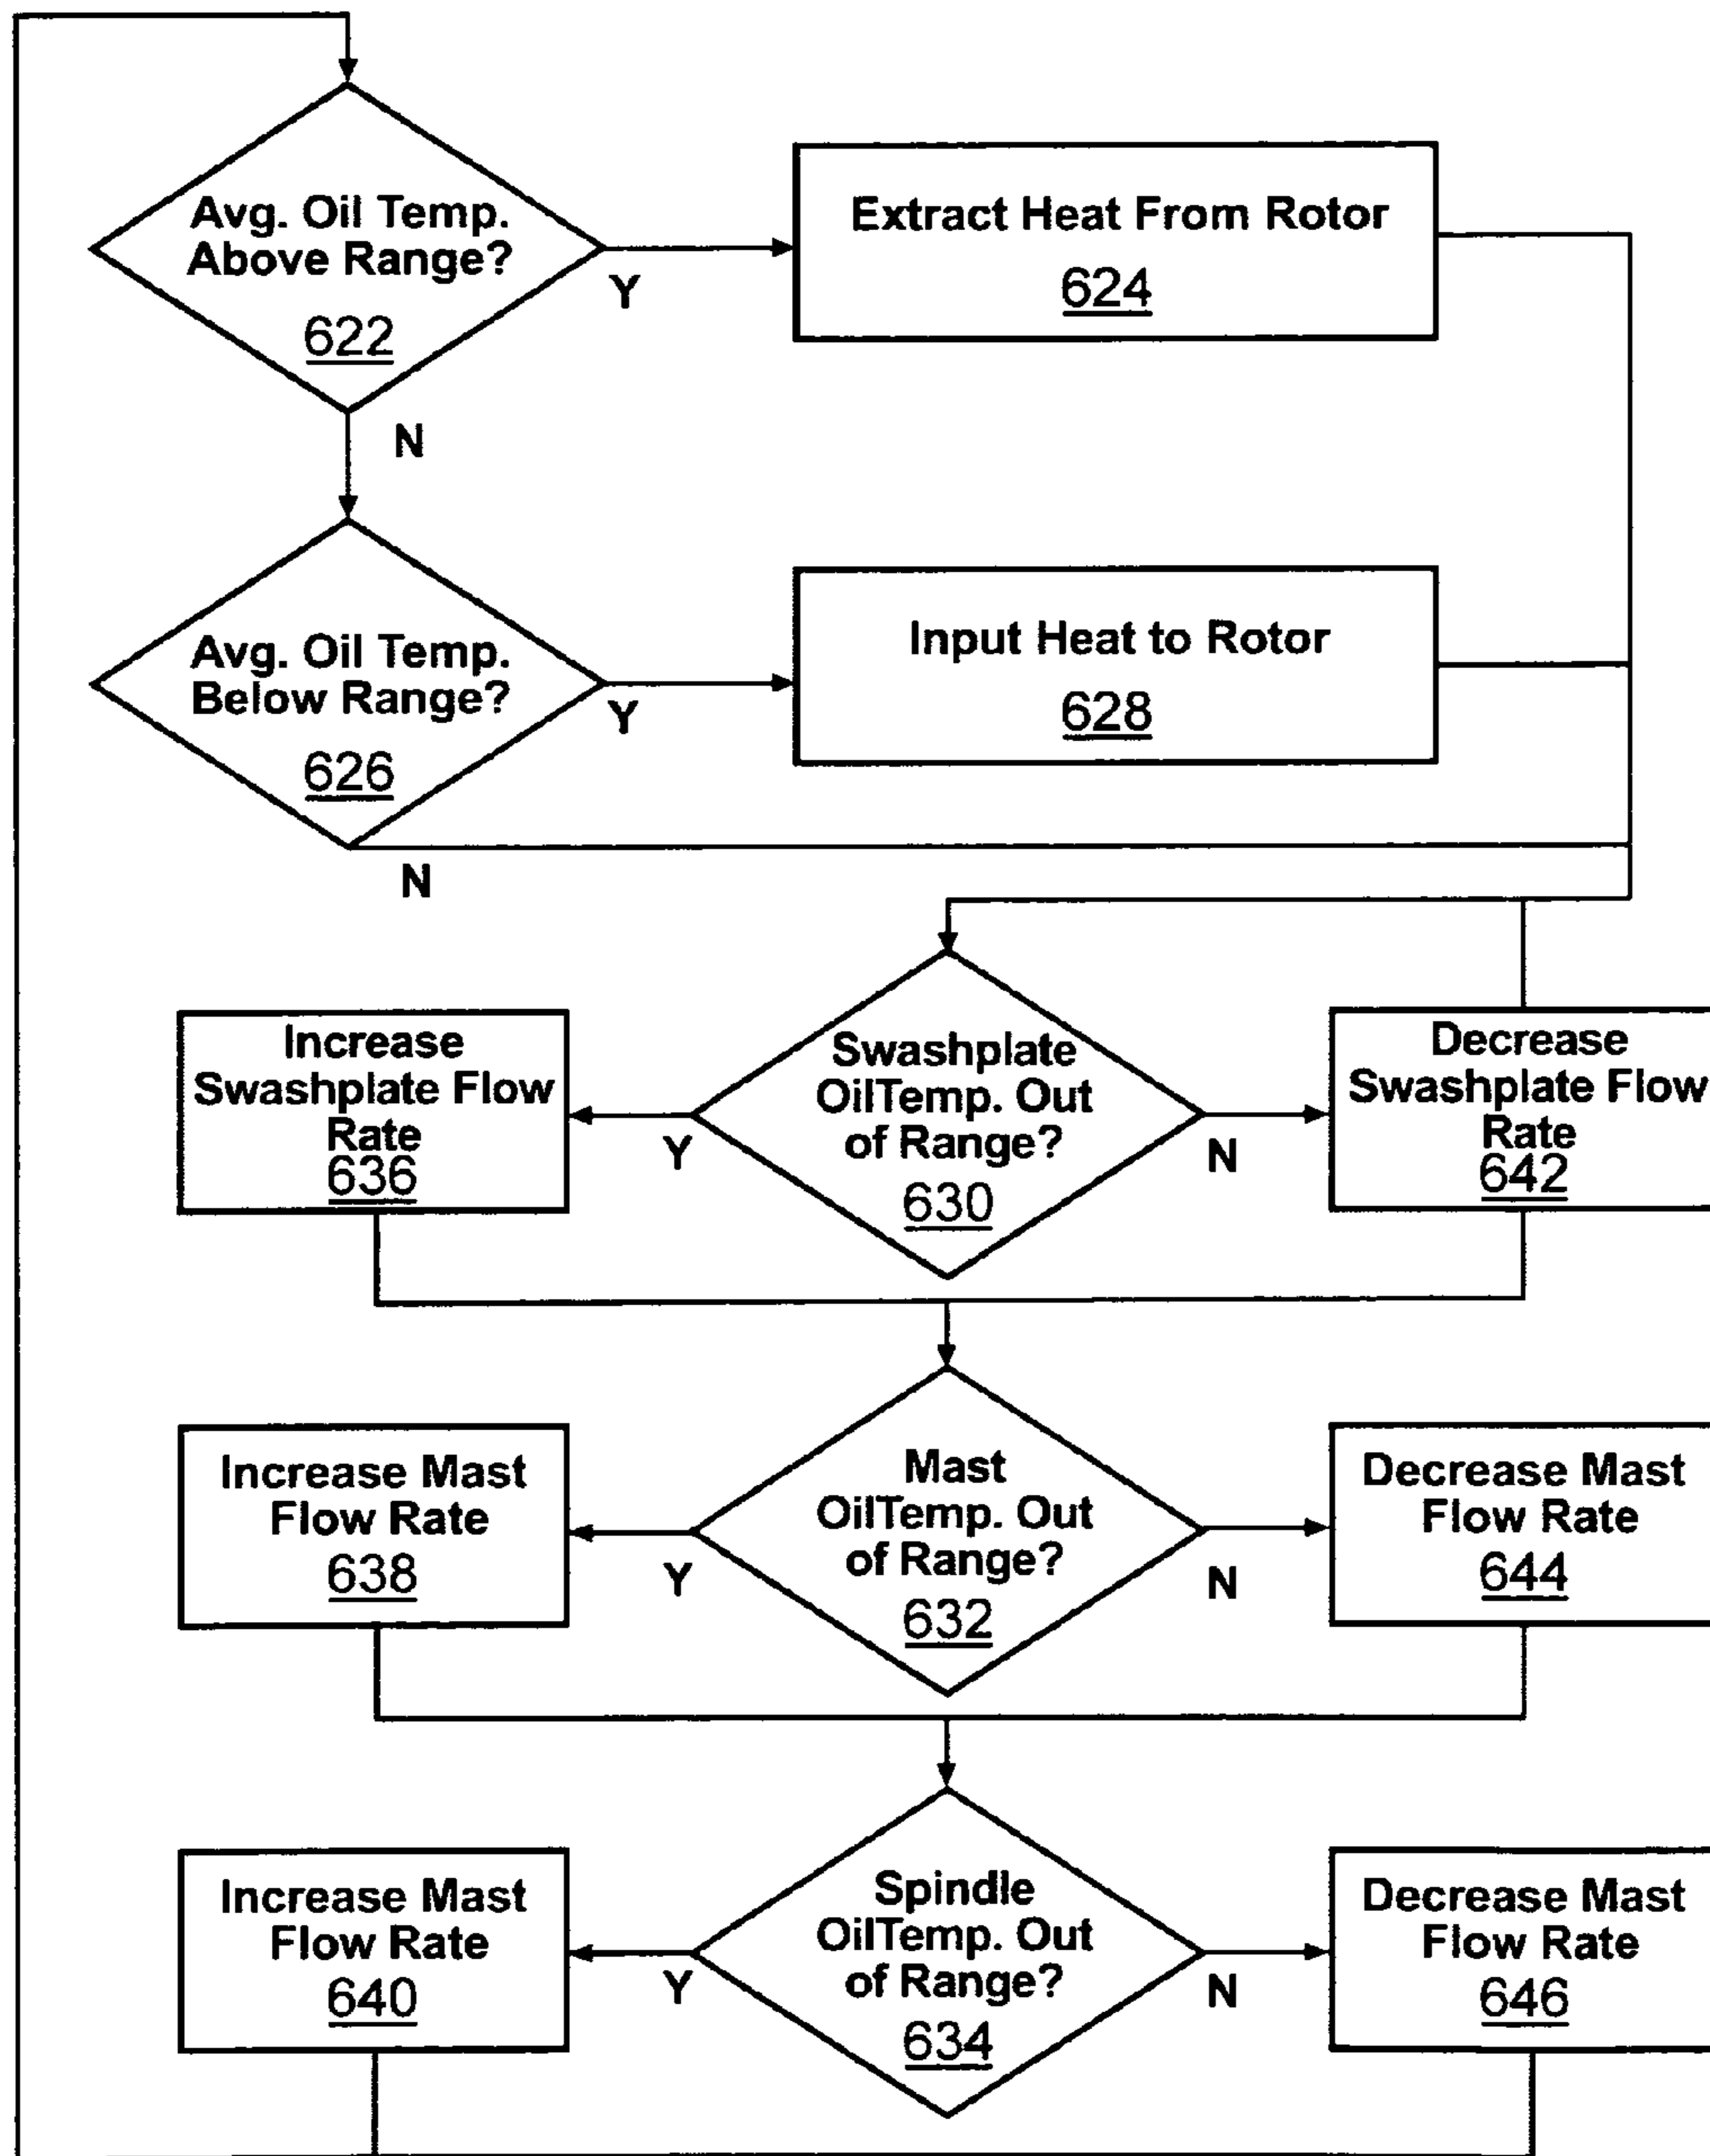 Avg. Oil Temp.
Above Range?
622
Y
N
Extract Heat From Rotor
624
Avg. Oil Temp.
Below Range?
626
Y
N
Input Heat to Rotor
628
Increase
Swashplate Flow
Rate
636
Swashplate
OilTemp. Out
of Range?
630
Y
N
Decrease
Swashplate Flow
Rate
642
Increase Mast
Flow Rate
638
Mast
OilTemp. Out
of Range?
632
Y
N
Decrease Mast
Flow Rate
644
Increase Mast
Flow Rate
640
Spindle
OilTemp. Out
of Range?
634
Y
N
Decrease Mast
Flow Rate
646